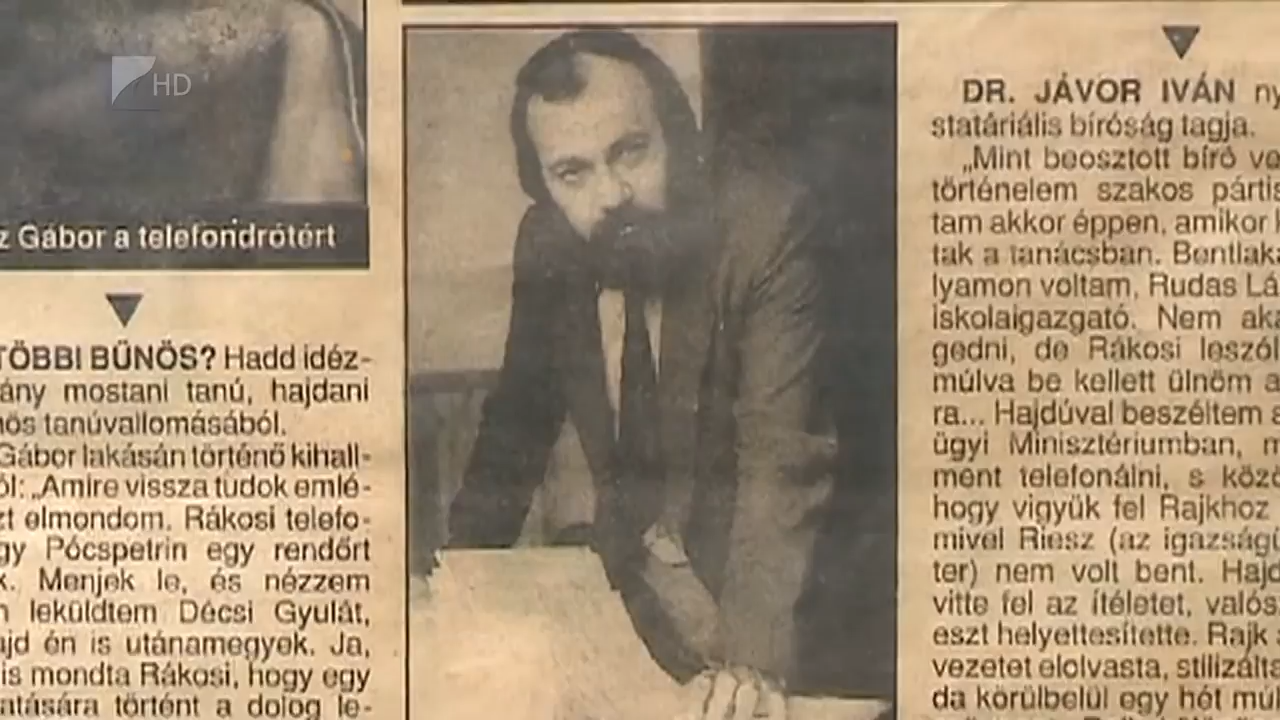 HD
z Gábor a telefondrótért
TÖBBI BŰNÖS? Hadd idéz-
ány mostani tanú, hajdani
nös tanúvallomásából.
Gábor lakásán történő kihall-
ól: „Amire vissza tudok emlé-
zt elmondom. Rákosi telefo-
gy Pócspetrin egy rendőrt
k. Menjek le, és nézzem
n leküldtem Décsi Gyulát,
ajd én is utánamegyek. Ja,
is mondta Rákosi, hogy egy
atására történt a dolog le-
DR. JÁVOR IVÁN ny
statáriális bíróság tagja.
„Mint beosztott bíró ve
történelem szakos pártis
tam akkor éppen, amikor k
tak a tanácsban. Bentlaka
lyamon voltam, Rudas Lá
iskolaigazgató. Nem aka
gedni, de Rákosi leszól
múlva be kellett ülnöm a
ra... Hajdúval beszéltem a
ügyi Minisztériumban, m
ment telefonálni, s közö
hogy vigyük fel Rajkhoz
mivel Riesz (az igazságü
ter) nem volt bent. Hajd
vitte fel az ítéletet, valós
eszt helyettesítette. Rajk a
vezetet elolvasta, stilizálta
da körülbelül egy hét múl